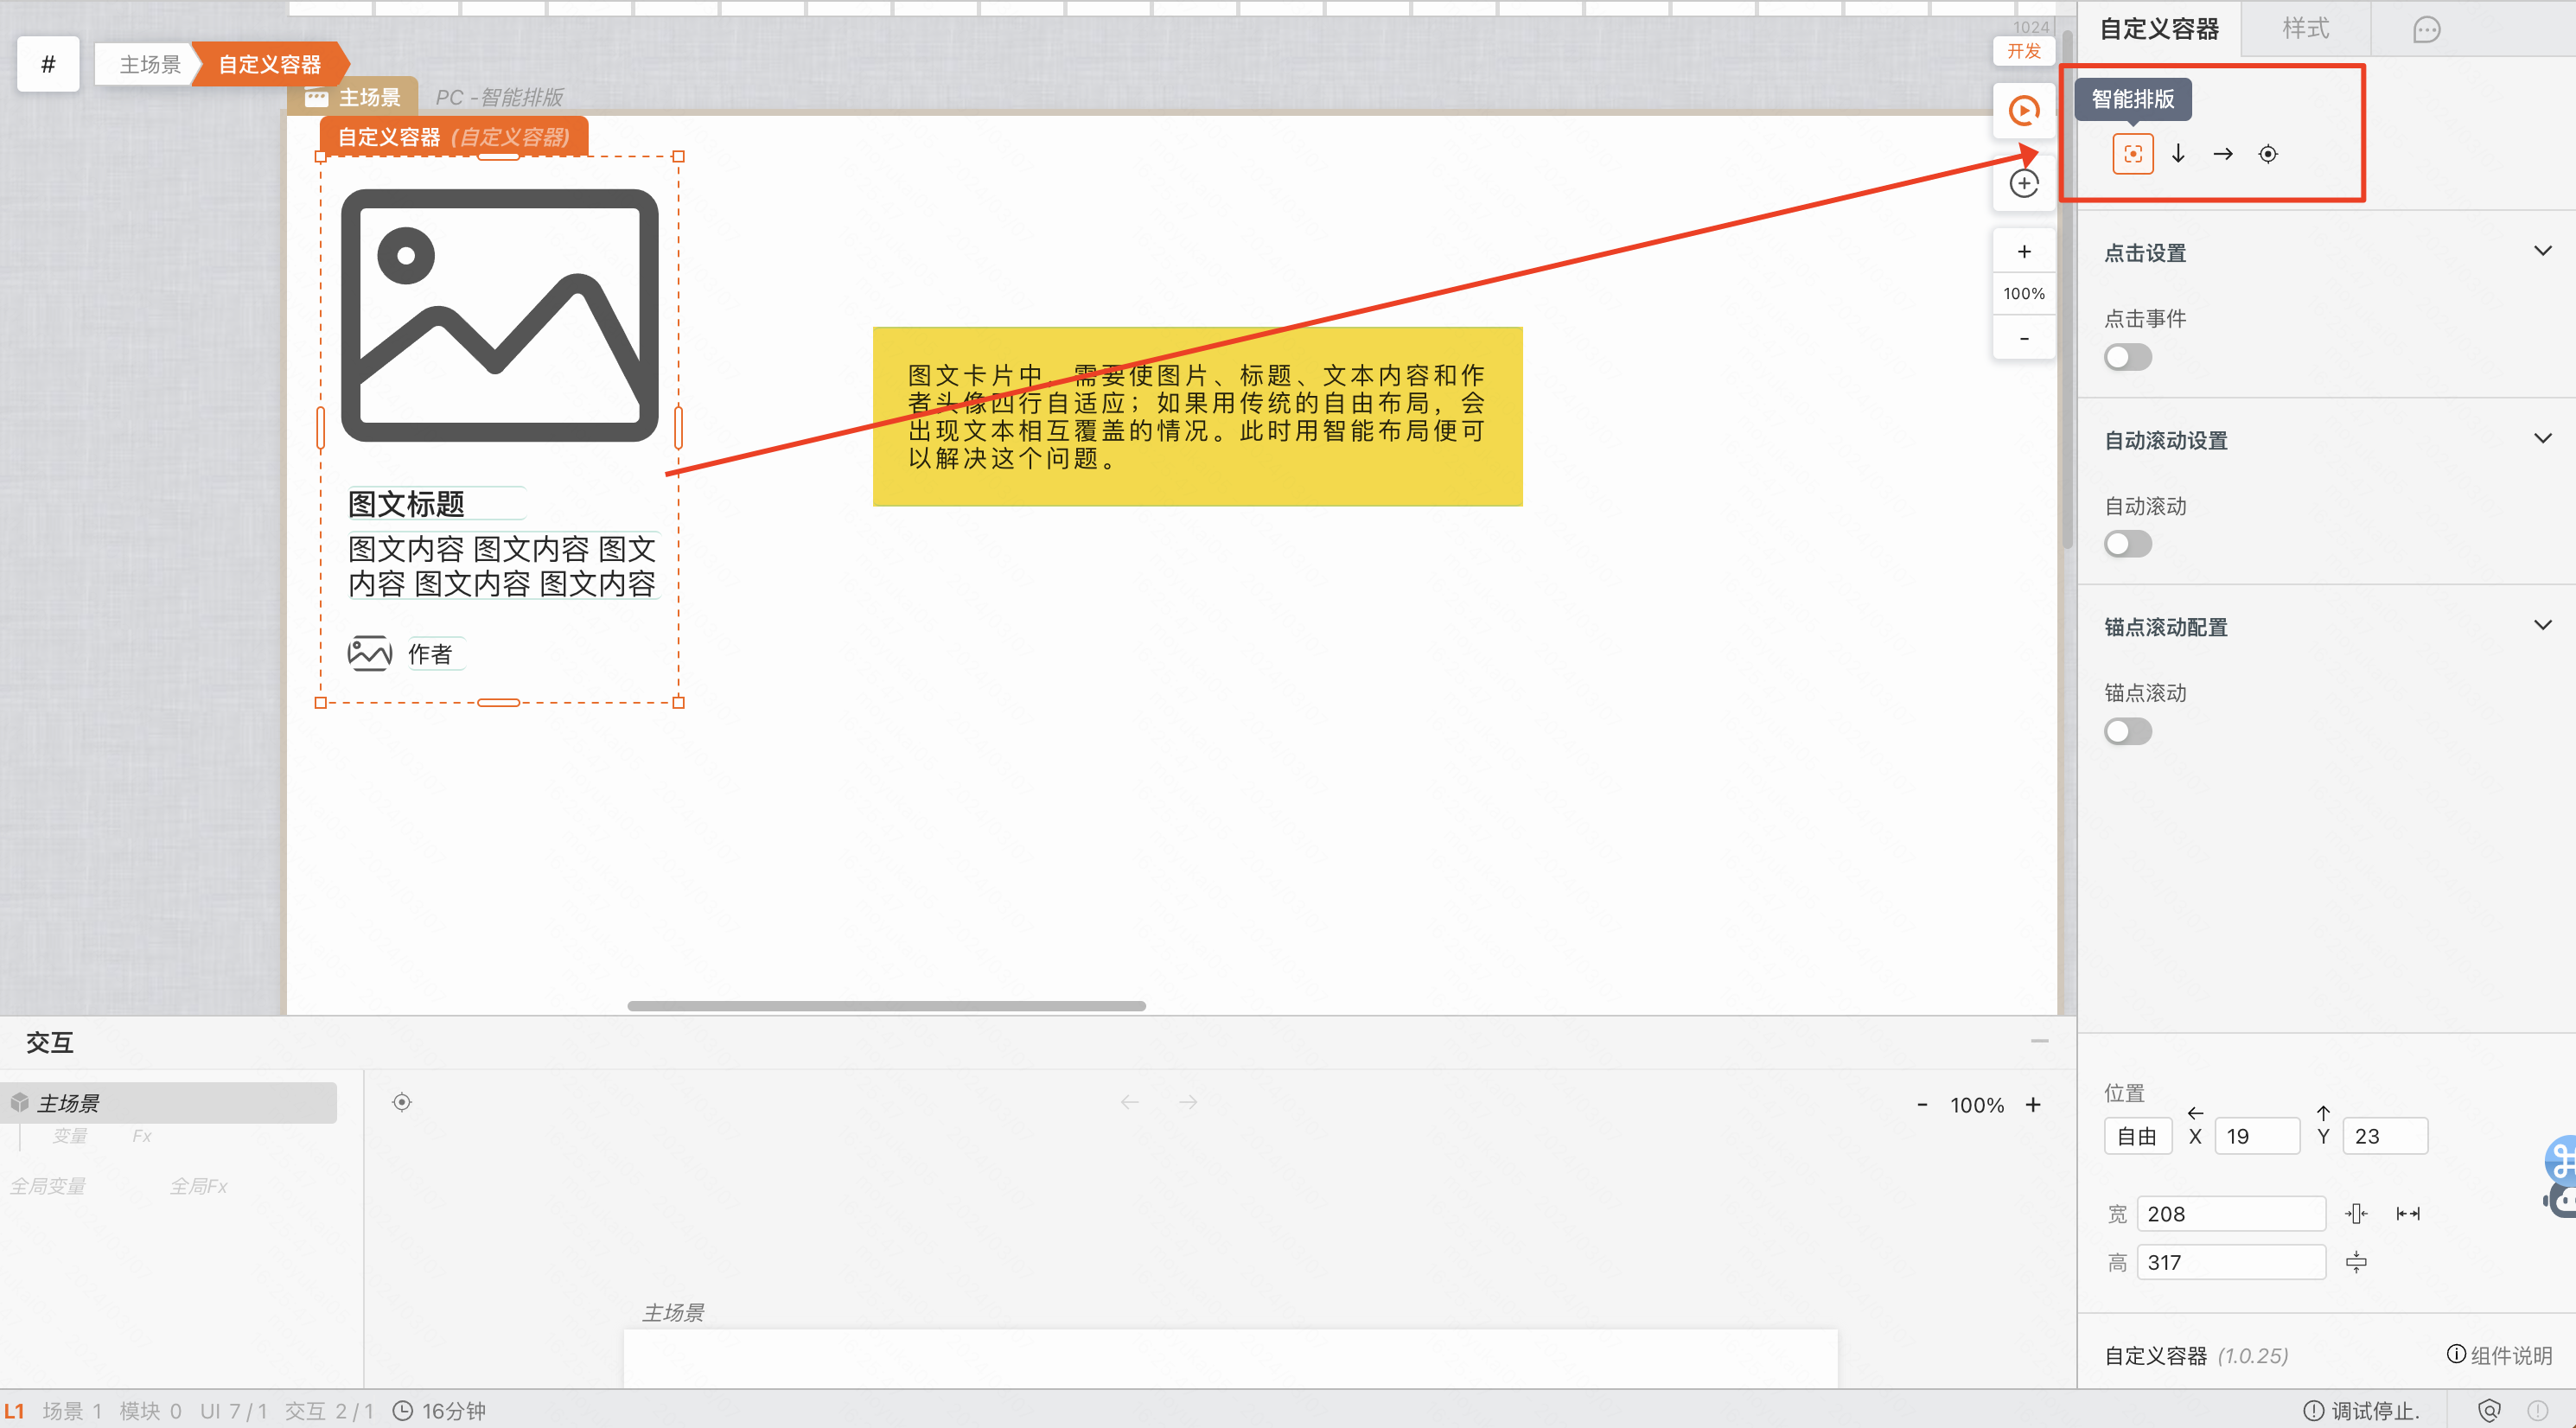 1024
自定义容器
样式
#
主场景
自定义容器
开发
主场景
PC -智能排版
智能排版
自定义容器 (自定义容器)
点击设置
点击事件
+
100%
-
图文卡片中,需要使图片、标题、文本内容和作
者头像四行自适应；如果用传统的自由布局，会
出现文本相互覆盖的情况。此时用智能布局便可
以解决这个问题。
自动滚动设置
自动滚动
图文标题
图文内容 图文内容 图文
内容 图文内容 图文内容
作者
锚点滚动配置
锚点滚动
交互
主场景
变量 Fx
全局变量 全局Fx
- 100% +
主场景
位置
自由 X 19 Y 23
宽 208
高 317
自定义容器 (1.0.25)
组件说明
L1 场景 1 模块 0 UI 7/1 交互 2/1 16分钟
调试停止.